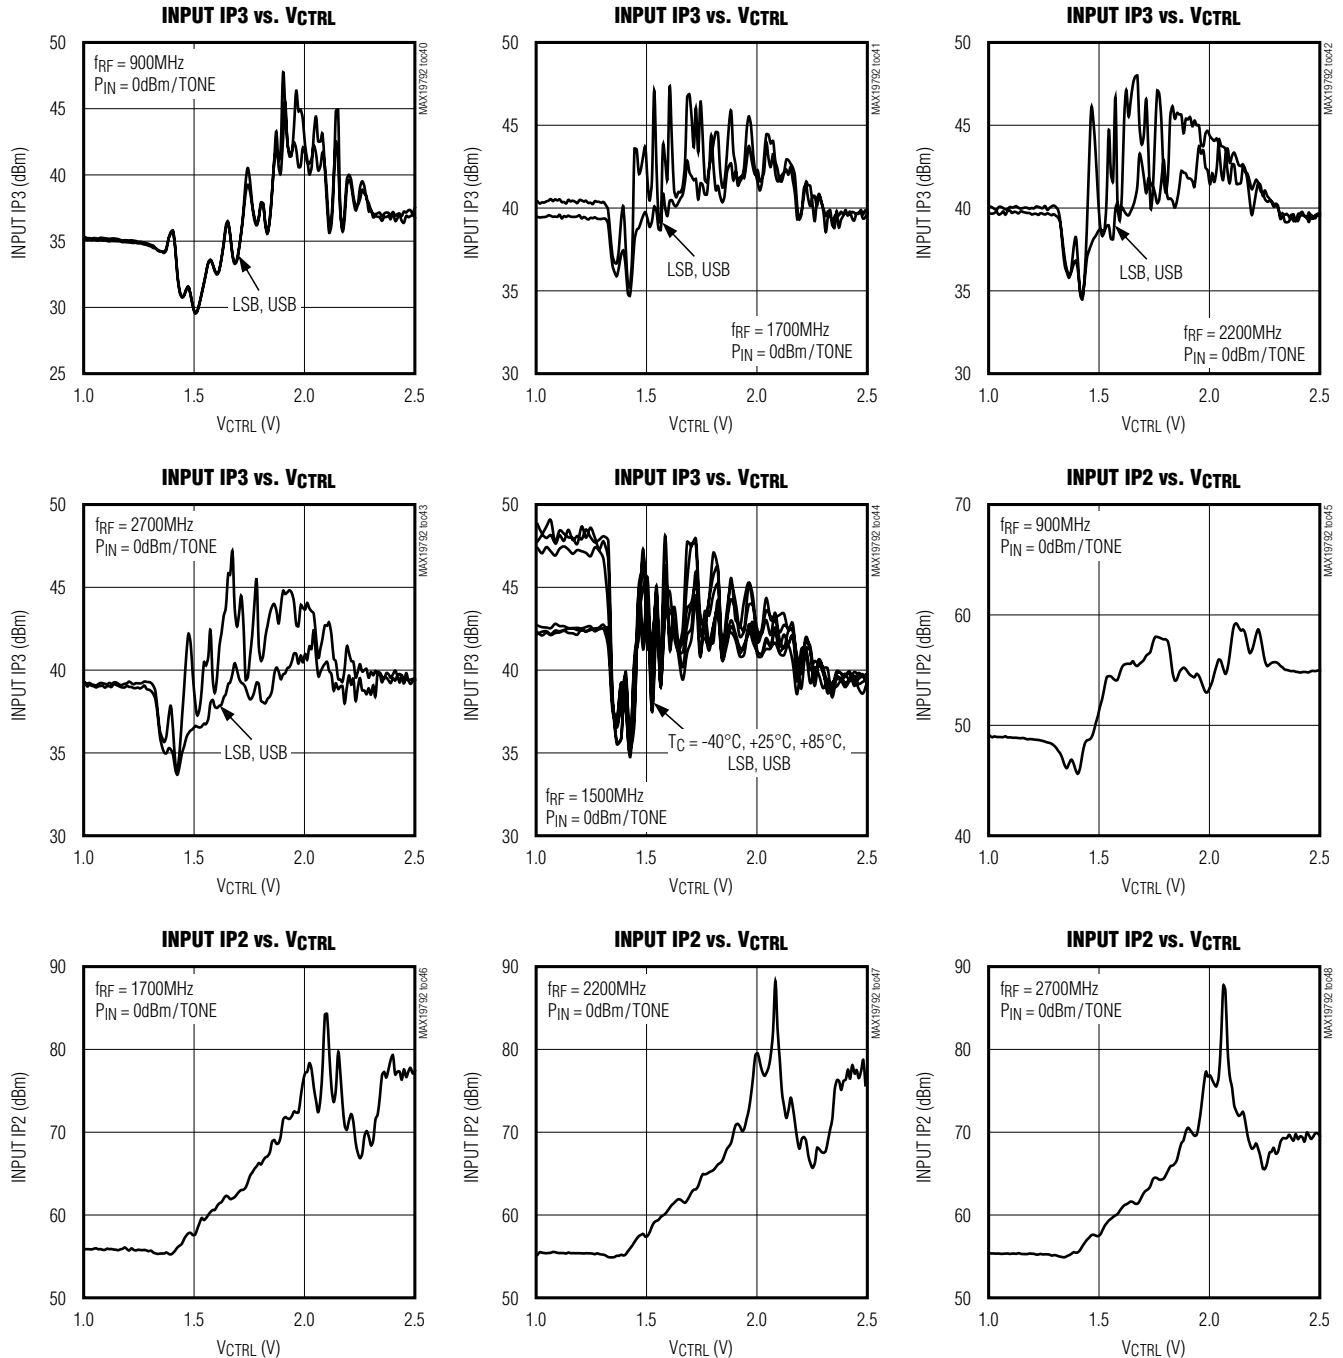 INPUT IP3 vs. VCTRL
50
45
40
35
30
25
INPUT IP3 (dBm)
fRF = 900MHz
PIN = 0dBm/TONE
LSB, USB
1.0 1.5 2.0 2.5
VCTRL (V)
MAX19792 toc40
INPUT IP3 vs. VCTRL
50
45
40
35
30
INPUT IP3 (dBm)
LSB, USB
fRF = 1700MHz
PIN = 0dBm/TONE
1.0 1.5 2.0 2.5
VCTRL (V)
MAX19792 toc41
INPUT IP3 vs. VCTRL
50
45
40
35
30
INPUT IP3 (dBm)
LSB, USB
fRF = 2200MHz
PIN = 0dBm/TONE
1.0 1.5 2.0 2.5
VCTRL (V)
MAX19792 toc42
INPUT IP3 vs. VCTRL
50
45
40
35
30
INPUT IP3 (dBm)
fRF = 2700MHz
PIN = 0dBm/TONE
LSB, USB
1.0 1.5 2.0 2.5
VCTRL (V)
MAX19792 toc43
INPUT IP3 vs. VCTRL
50
45
40
35
30
INPUT IP3 (dBm)
TC = -40°C, +25°C, +85°C,
LSB, USB
fRF = 1500MHz
PIN = 0dBm/TONE
1.0 1.5 2.0 2.5
VCTRL (V)
MAX19792 toc44
INPUT IP2 vs. VCTRL
70
60
50
40
INPUT IP2 (dBm)
fRF = 900MHz
PIN = 0dBm/TONE
1.0 1.5 2.0 2.5
VCTRL (V)
MAX19792 toc45
INPUT IP2 vs. VCTRL
90
80
70
60
50
INPUT IP2 (dBm)
fRF = 1700MHz
PIN = 0dBm/TONE
1.0 1.5 2.0 2.5
VCTRL (V)
MAX19792 toc46
INPUT IP2 vs. VCTRL
90
80
70
60
50
INPUT IP2 (dBm)
fRF = 2200MHz
PIN = 0dBm/TONE
1.0 1.5 2.0 2.5
VCTRL (V)
MAX19792 toc47
INPUT IP2 vs. VCTRL
90
80
70
60
50
INPUT IP2 (dBm)
fRF = 2700MHz
PIN = 0dBm/TONE
1.0 1.5 2.0 2.5
VCTRL (V)
MAX19792 toc48